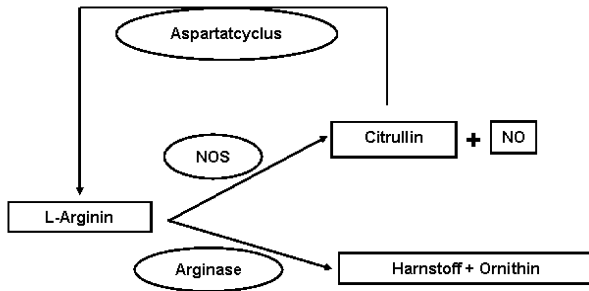 Aspartatcyclus
Citrullin + NO
NOS
L-Arginin
Arginase
Harnstoff + Ornithin